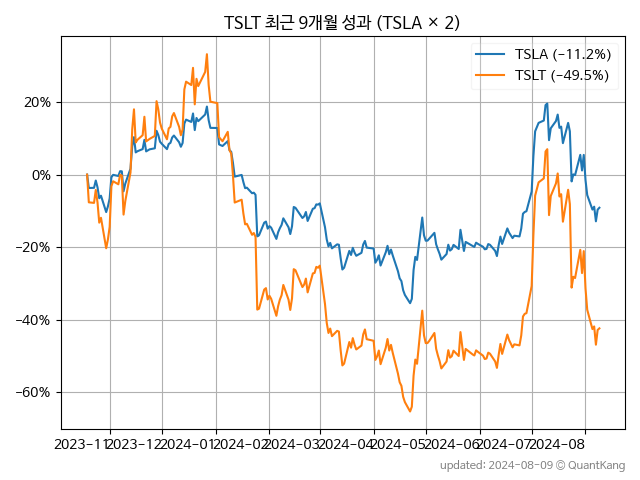 TSLT 최근 9개월 성과 (TSLA × 2)
TSLA (−11.2%)
TSLT (−49.5%)
20%
0%
−20%
−40%
−60%
2023-11 2023-12 2024-01 2024-02 2024-03 2024-04 2024-05 2024-06 2024-07 2024-08
updated: 2024-08-09 © QuantKang